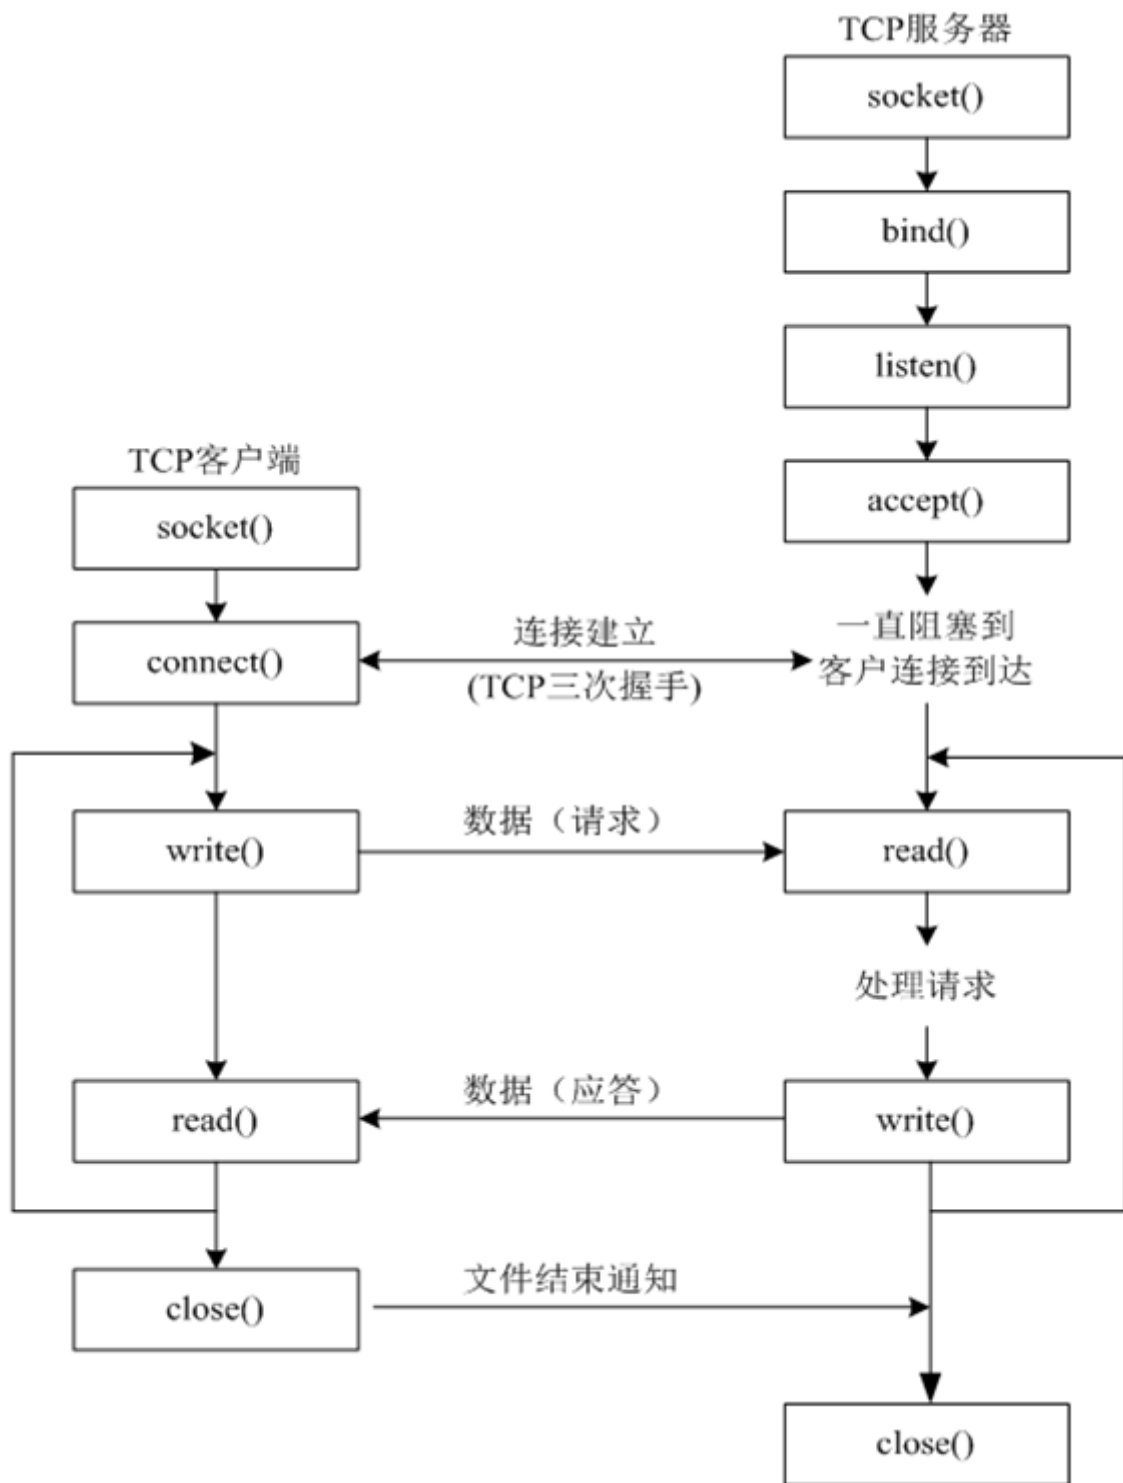 TCP服务器
socket()
bind()
listen()
accept()
TCP客户端
socket()
一直阻塞到
客户连接到达
connect()
连接建立
(TCP三次握手)
write()
数据（请求）
read()
处理请求
read()
数据（应答）
write()
close()
文件结束通知
close()